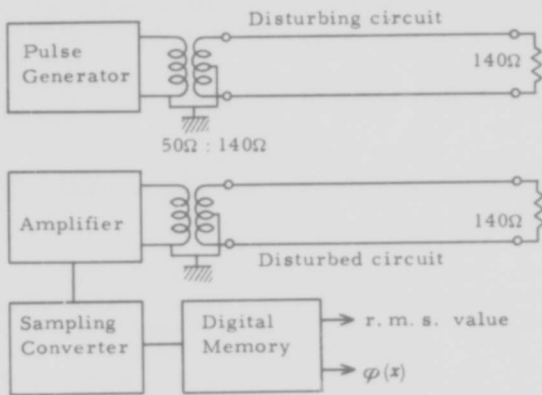 Disturbing circuit
Pulse
Generator
140Ω
50Ω : 140Ω
Amplifier
140Ω
Disturbed circuit
Sampling
Converter
Digital
Memory
r. m. s. value
φ(x)